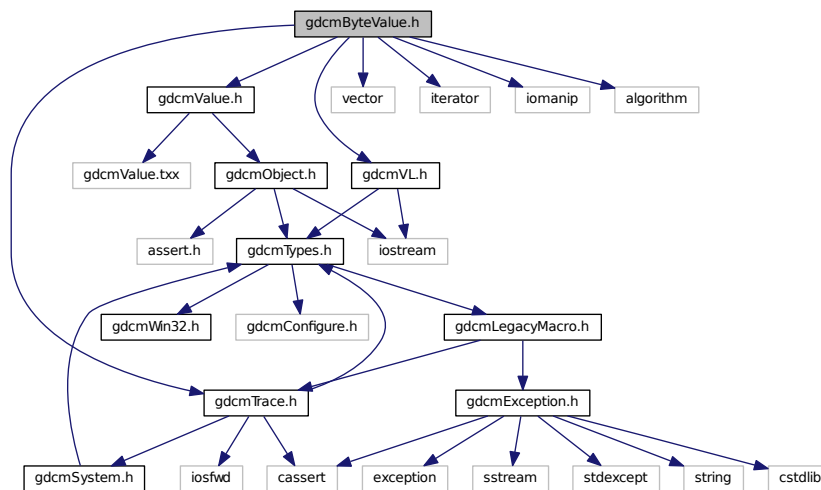 gdcmByteValue.h
gdcmValue.h
vector
iterator
iomanip
algorithm
gdcmValue.txx
gdcmObject.h
gdcmVL.h
assert.h
gdcmTypes.h
iostream
gdcmWin32.h
gdcmConfigure.h
gdcmLegacyMacro.h
gdcmTrace.h
gdcmException.h
gdcmSystem.h
iosfwd
cassert
exception
sstream
stdexcept
string
cstdlib